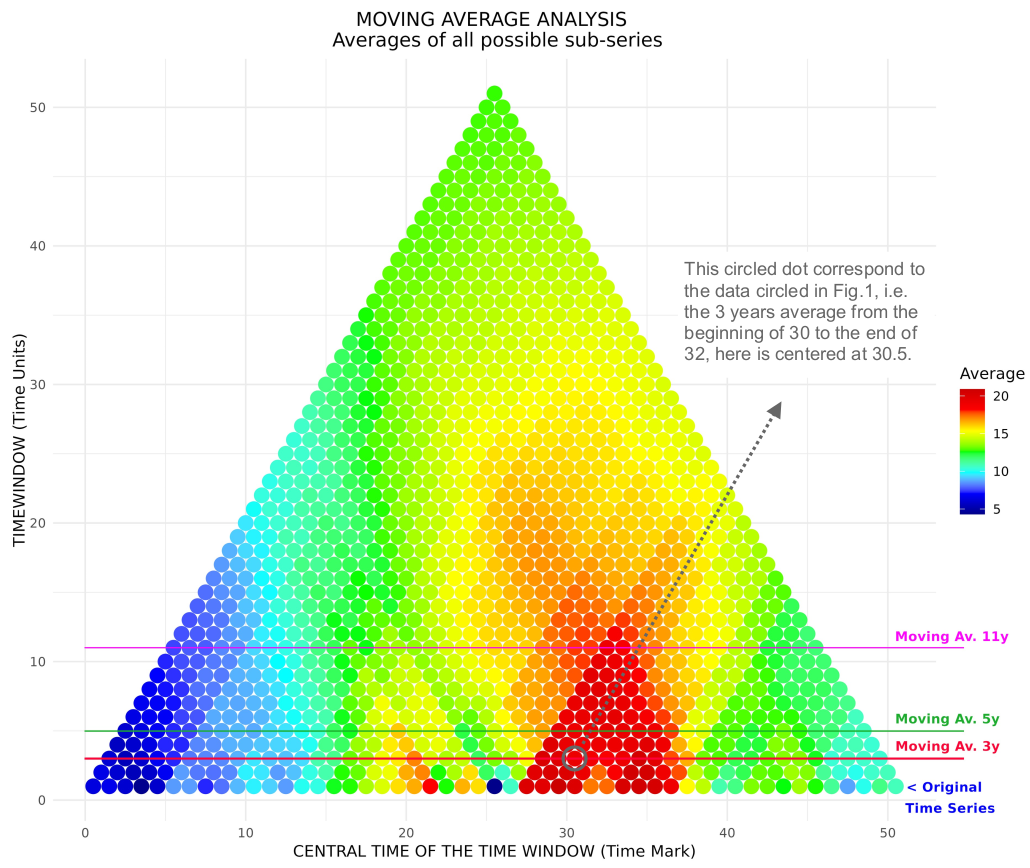 MOVING AVERAGE ANALYSIS
Averages of all possible sub-series
50
40
30
20
10
0
TIMEWINDOW (Time Units)
This circled dot correspond to
the data circled in Fig.1, i.e.
the 3 years average from the
beginning of 30 to the end of
32, here is centered at 30.5.
Average
20
15
10
5
Moving Av. 11y
Moving Av. 5y
Moving Av. 3y
< Original
Time Series
0
10
20
30
40
50
CENTRAL TIME OF THE TIME WINDOW (Time Mark)